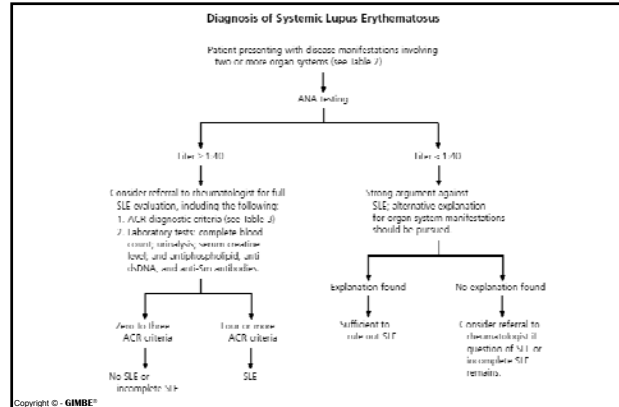 Diagnosis of Systemic Lupus Erythematosus
Patient presenting with disease manifestations involving
two or more organ systems (see Table 2)
ANA testing
Titer > 1:40
Titer < 1:40
Consider referral to rheumatologist for full
SLE evaluation, including the following:
1. ACR diagnostic criteria (see Table 3)
2. Laboratory tests: complete blood
count; urinalysis; serum creatine
level; and antiphospholipid, anti
dsDNA, and anti-Sm antibodies.
Strong argument against
SLE; alternative explanation
for organ system manifestations
should be pursued.
Explanation found
No explanation found
Sufficient to
rule out SLE
Consider referral to
rheumatologist if
question of SLE or
incomplete SLE
remains.
Zero to three
ACR criteria
Four or more
ACR criteria
No SLE or
incomplete SLE
SLE
Copyright © - GIMBE®